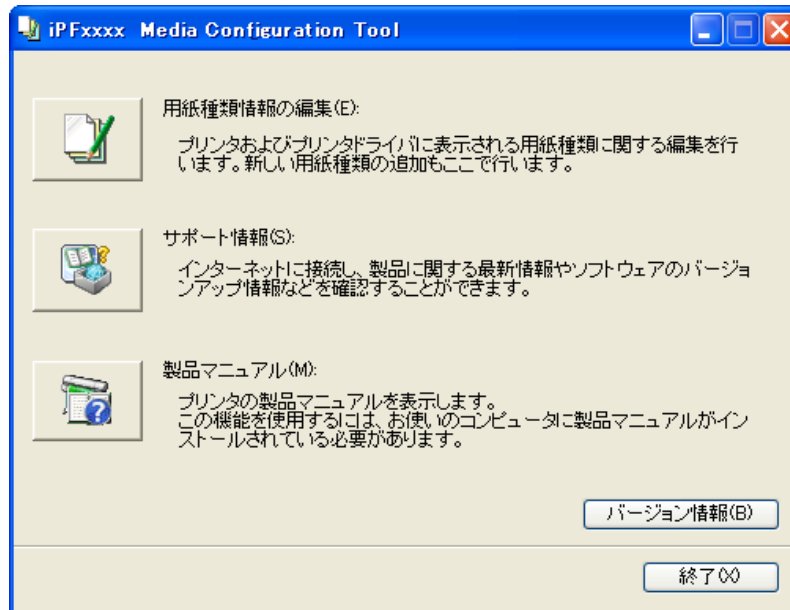 iPFxxxx Media Configuration Tool
用紙種類情報の編集(E):
プリンタおよびプリンタドライバに表示される用紙種類に関する編集を行
います。新しい用紙種類の追加もここで行います。
サポート情報(S):
インターネットに接続し、製品に関する最新情報やソフトウェアのバージョ
ンアップ情報などを確認することができます。
製品マニュアル(M):
プリンタの製品マニュアルを表示します。
この機能を使用するには、お使いのコンピュータに製品マニュアルがイン
ストールされている必要があります。
バージョン情報(B)
終了(X)